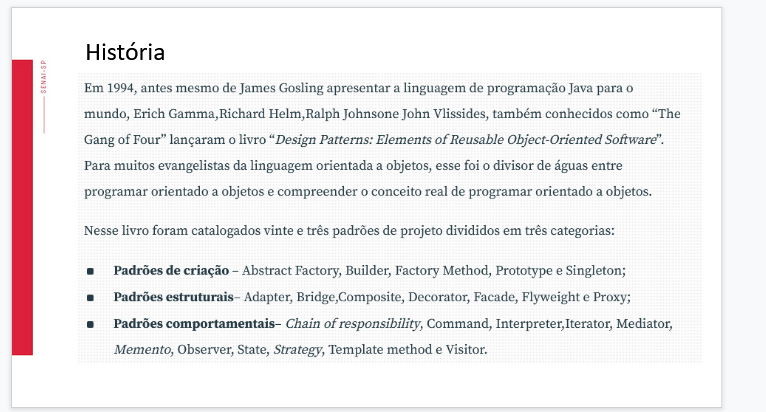 História
SENAI-SP
Em 1994, antes mesmo de James Gosling apresentar a linguagem de programação Java para o
mundo, Erich Gamma,Richard Helm,Ralph Johnsone John Vlissides, também conhecidos como “The
Gang of Four” lançaram o livro “Design Patterns: Elements of Reusable Object-Oriented Software”.
Para muitos evangelistas da linguagem orientada a objetos, esse foi o divisor de águas entre
programar orientado a objetos e compreender o conceito real de programar orientado a objetos.
Nesse livro foram catalogados vinte e três padrões de projeto divididos em três categorias:
Padrões de criação – Abstract Factory, Builder, Factory Method, Prototype e Singleton;
Padrões estruturais– Adapter, Bridge,Composite, Decorator, Facade, Flyweight e Proxy;
Padrões comportamentais– Chain of responsibility, Command, Interpreter,Iterator, Mediator,
Memento, Observer, State, Strategy, Template method e Visitor.